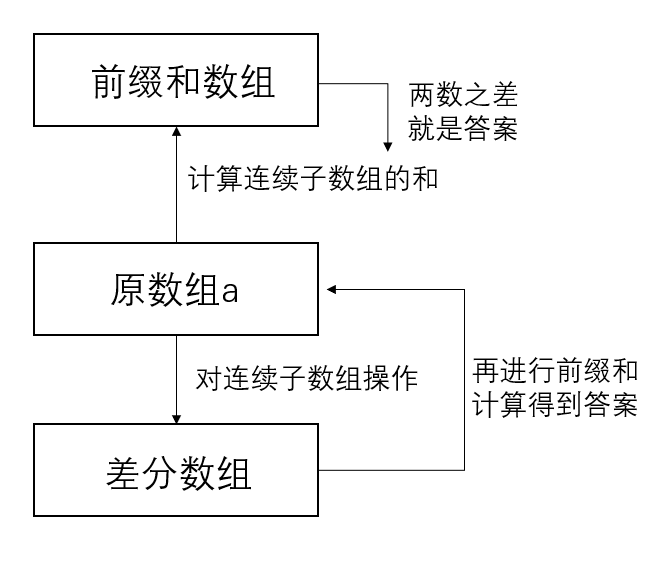 前缀和数组
两数之差
就是答案
计算连续子数组的和
原数组a
对连续子数组操作
再进行前缀和
计算得到答案
差分数组